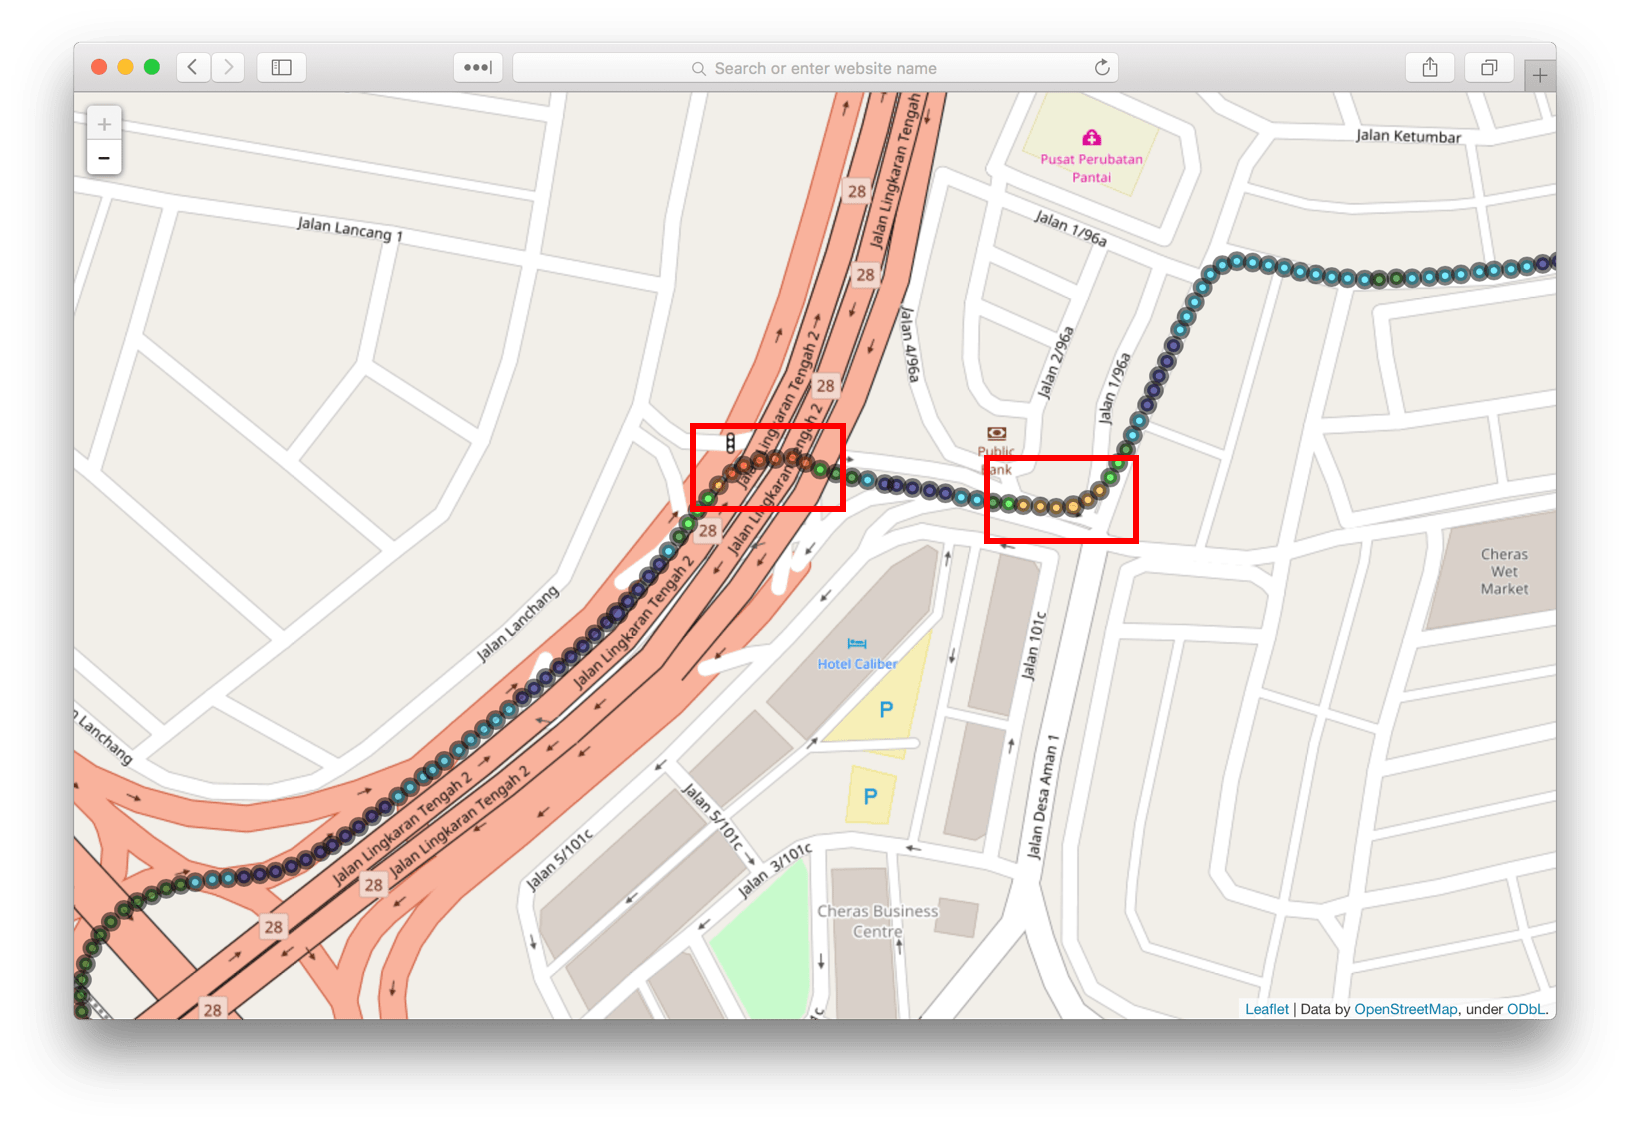 Search or enter website name
+
−
Jalan Ketumbar
Pusat Perubatan
Pantai
Jalan Lingkaran Tengah
28
Jalan Lancang 1
Jalan 1/96a
28
Jalan 4/96a
Jalan 2/96a
Jalan 1/96a
Jalan Lingkaran Tengah 2
28
Public
Bank
28
Cheras
Wet
Market
Jalan Lingkaran Tengah 2
Jalan Lanchang
Jalan Lingkaran Tengah 2
Hotel Caliber
Jalan 101c
P
n Lanchang
Jalan Desa Aman 1
Jalan Lingkaran Tengah 2
Jalan Lingkaran Tengah 2
P
Jalan 5/101c
Jalan 5/101c
Jalan 3/101c
28
Cheras Business
Centre
28
28
1c
Leaflet | Data by OpenStreetMap, under ODbL.